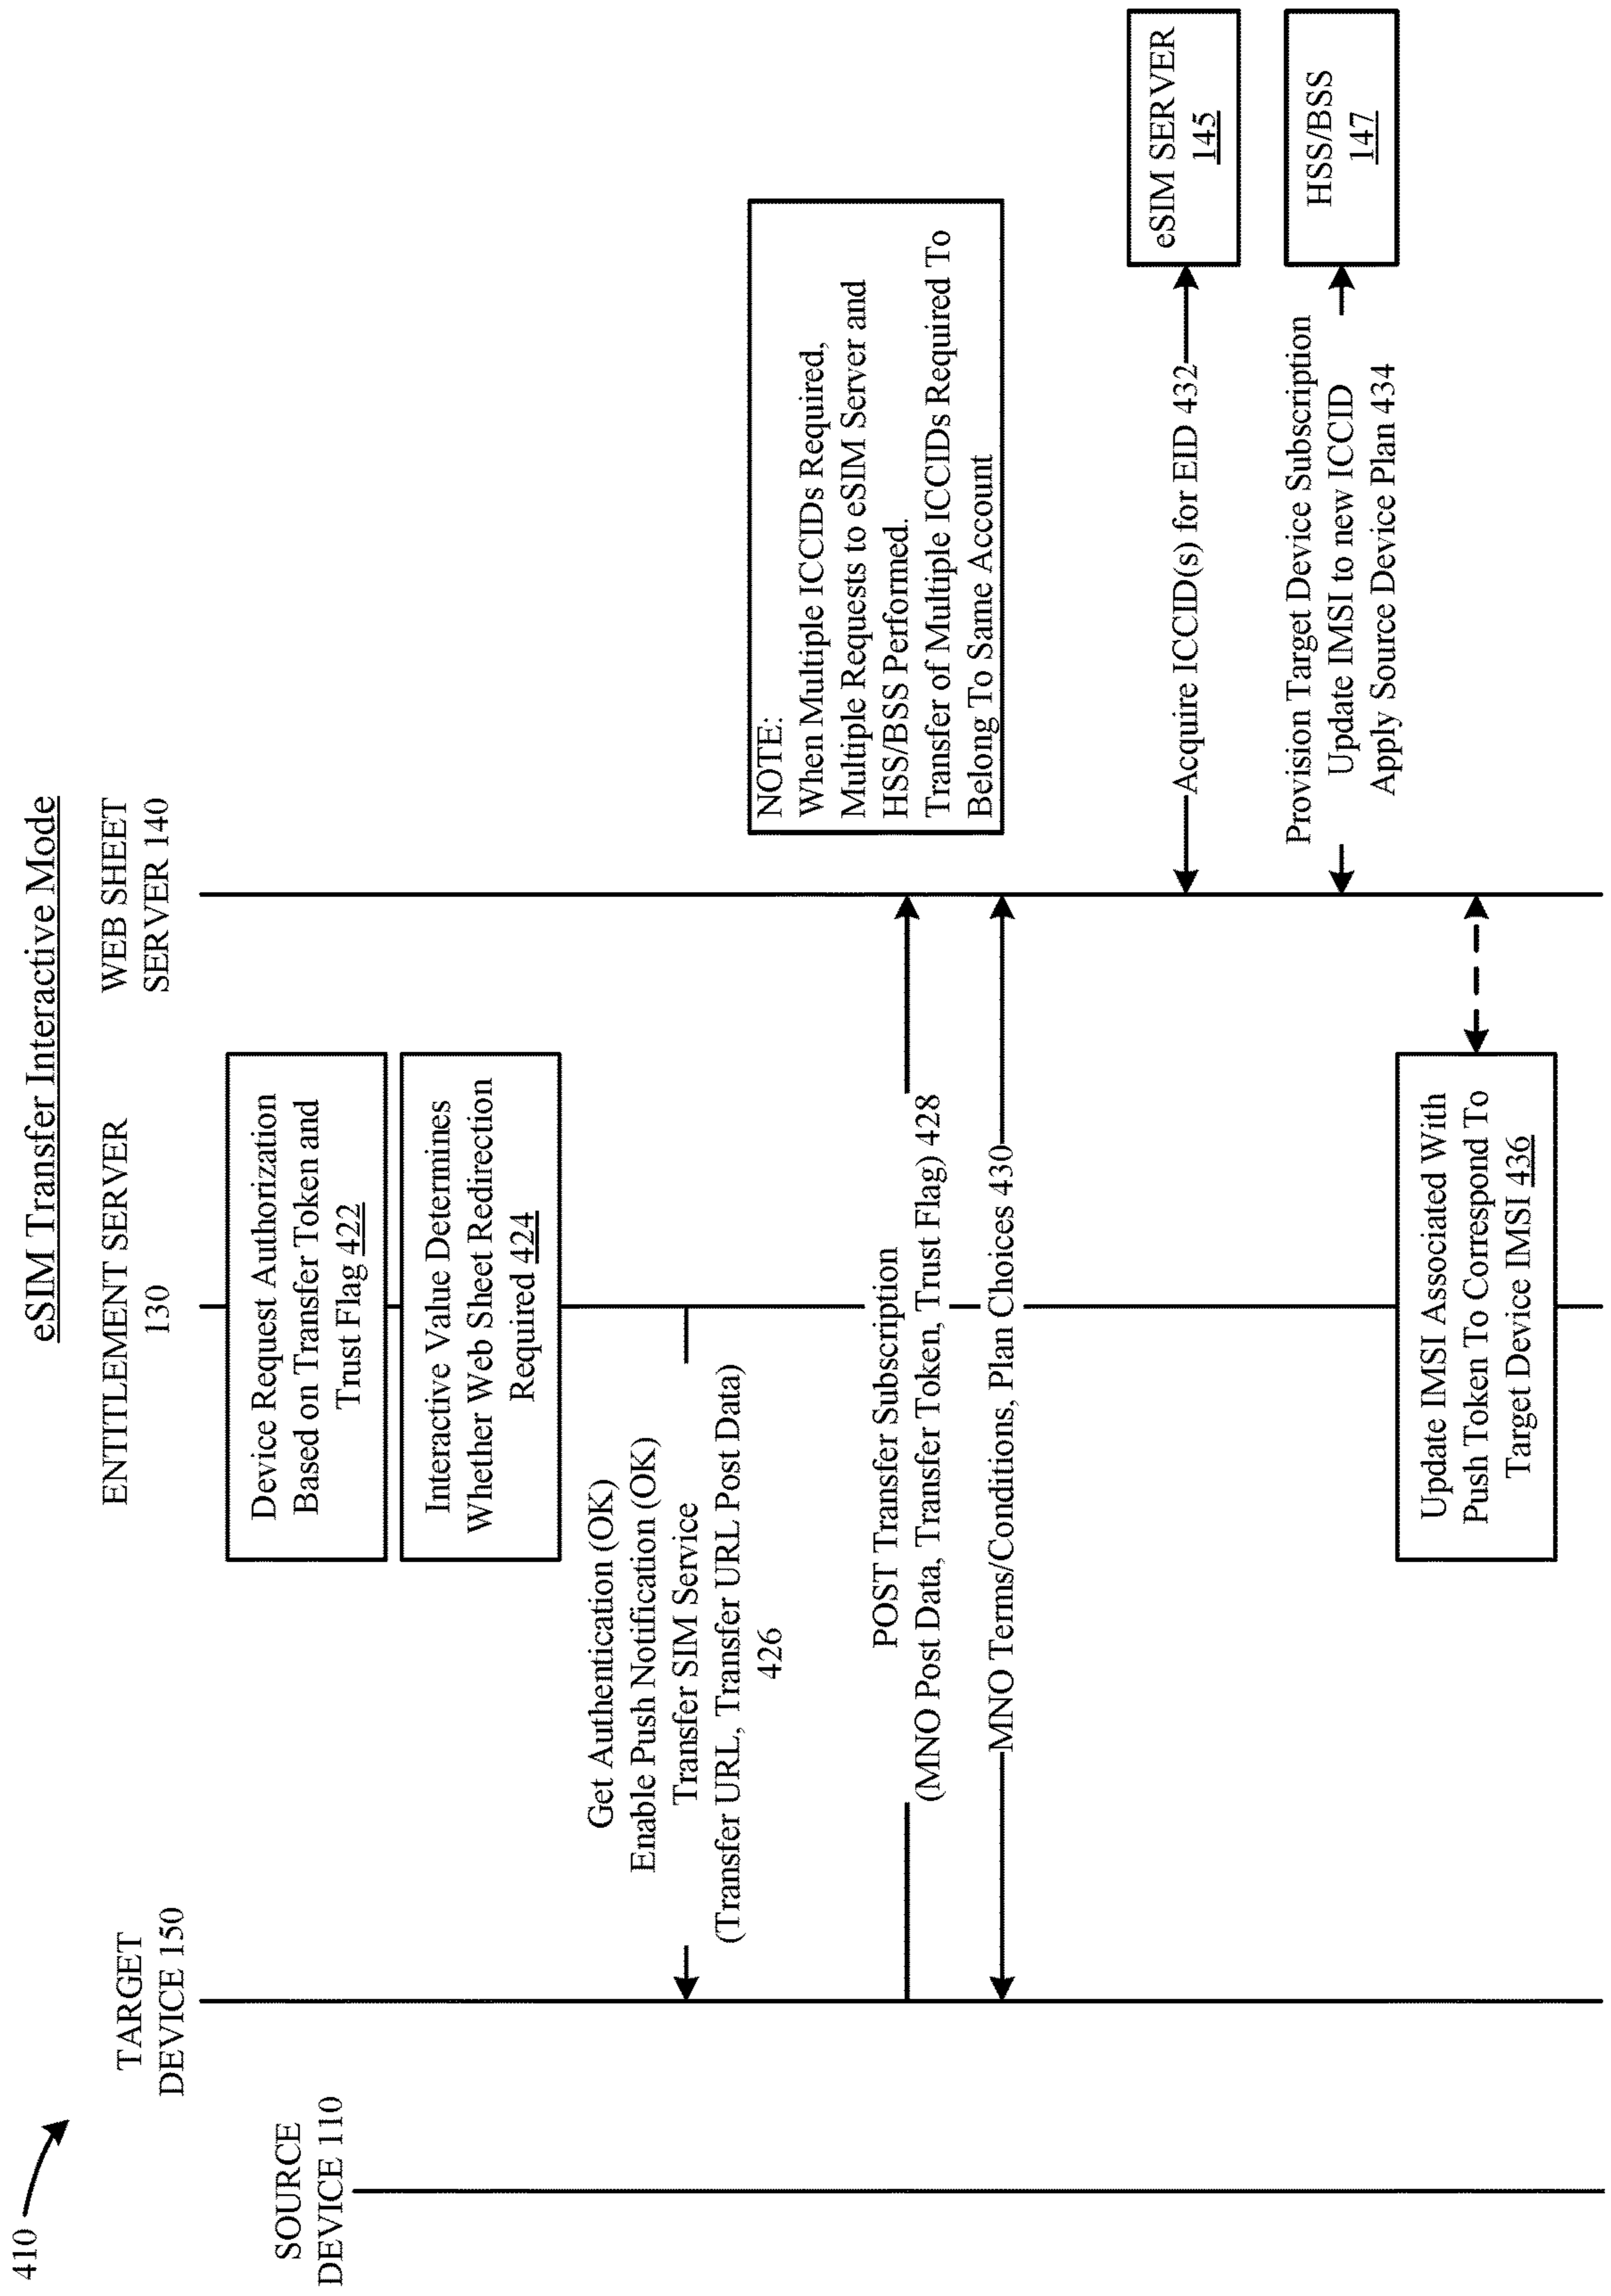 eSIM Transfer Interactive Mode
410
SOURCE
DEVICE 110
TARGET
DEVICE 150
ENTITLEMENT SERVER
130
WEB SHEET
SERVER 140
Device Request Authorization
Based on Transfer Token and
Trust Flag 422
Interactive Value Determines
Whether Web Sheet Redirection
Required 424
Get Authentication (OK)
Enable Push Notification (OK)
Transfer SIM Service
(Transfer URL, Transfer URL Post Data)
426
NOTE:
When Multiple ICCIDs Required,
Multiple Requests to eSIM Server and
HSS/BSS Performed.
Transfer of Multiple ICCIDs Required To
Belong To Same Account
POST Transfer Subscription
(MNO Post Data, Transfer Token, Trust Flag) 428
MNO Terms/Conditions, Plan Choices 430
Acquire ICCID(s) for EID 432
eSIM SERVER
145
Provision Target Device Subscription
Update IMSI to new ICCID
Apply Source Device Plan 434
HSS/BSS
147
Update IMSI Associated With
Push Token To Correspond To
Target Device IMSI 436